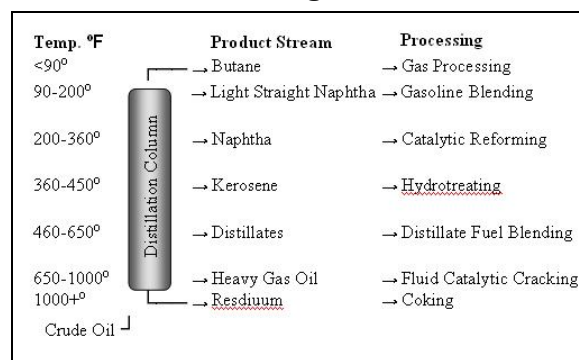 Temp. ºF Product Stream Processing
<90º → Butane → Gas Processing
90-200º → Light Straight Naphtha → Gasoline Blending
200-360º → Naphtha → Catalytic Reforming
360-450º → Kerosene → Hydrotreating
460-650º → Distillates → Distillate Fuel Blending
650-1000º → Heavy Gas Oil → Fluid Catalytic Cracking
1000+º → Resdiuum → Coking
Distillation Column
Crude Oil